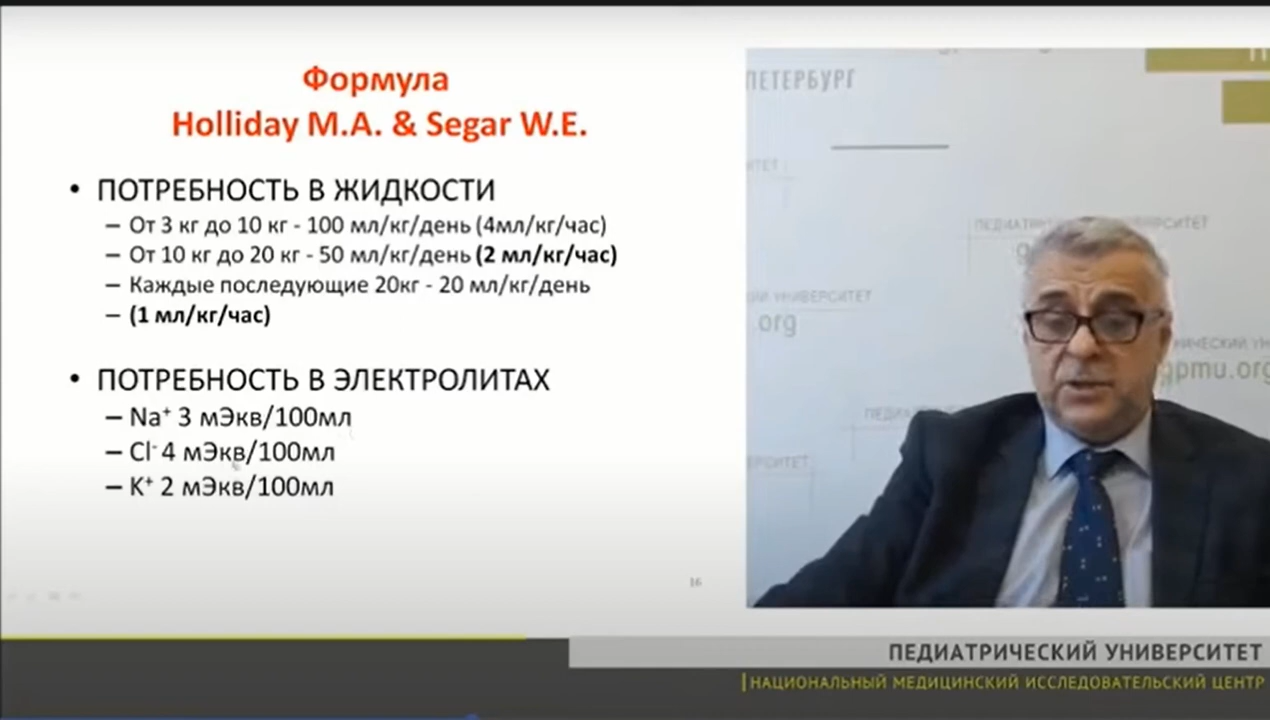 Формула
Holliday M.A. & Segar W.E.
• ПОТРЕБНОСТЬ В ЖИДКОСТИ
– От 3 кг до 10 кг - 100 мл/кг/день (4мл/кг/час)
– От 10 кг до 20 кг - 50 мл/кг/день (2 мл/кг/час)
– Каждые последующие 20кг - 20 мл/кг/день
– (1 мл/кг/час)
• ПОТРЕБНОСТЬ В ЭЛЕКТРОЛИТАХ
– Na⁺ 3 мЭкв/100мл
– Cl⁻ 4 мЭкв/100мл
– K⁺ 2 мЭкв/100мл
16
ПЕТЕРБУРГ
УНИВЕРСИТЕТ
.org
gpmu.org
ПЕДИАТРИЧЕСКИЙ УНИВЕРСИТЕТ
НАЦИОНАЛЬНЫЙ МЕДИЦИНСКИЙ ИССЛЕДОВАТЕЛЬСКИЙ ЦЕНТР